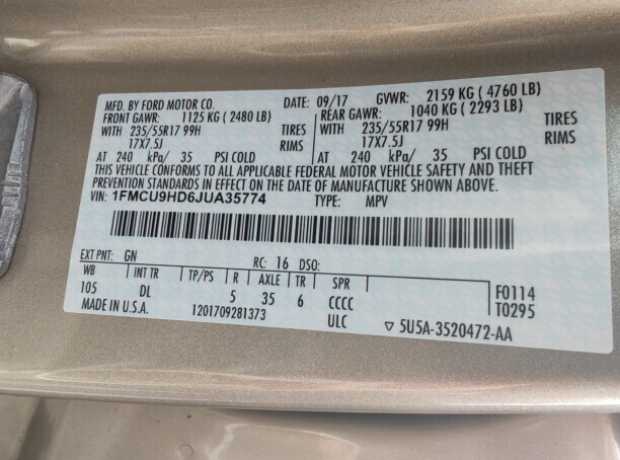 MFD. BY FORD MOTOR CO. DATE: 09/17 GVWR: 2159 KG ( 4760 LB)
FRONT GAWR: 1125 KG ( 2480 LB) REAR GAWR: 1040 KG ( 2293 LB)
WITH 235/55R17 99H TIRES WITH 235/55R17 99H TIRES
17X7.5J RIMS 17X7.5J RIMS
AT 240 kPa/ 35 PSI COLD AT 240 kPa/ 35 PSI COLD
THIS VEHICLE CONFORMS TO ALL APPLICABLE FEDERAL MOTOR VEHICLE SAFETY AND THEFT
PREVENTION STANDARDS IN EFFECT ON THE DATE OF MANUFACTURE SHOWN ABOVE.
VIN: 1FMCU9HD6JUA35774 TYPE: MPV
EXT PNT: GN RC: 16 DSO:
WB INT TR TP/PS R AXLE TR SPR
105 DL 5 35 6 CCCC F0114
MADE IN U.S.A. 1201709281373 ULC T0295
▽ 5U5A-3520472-AA